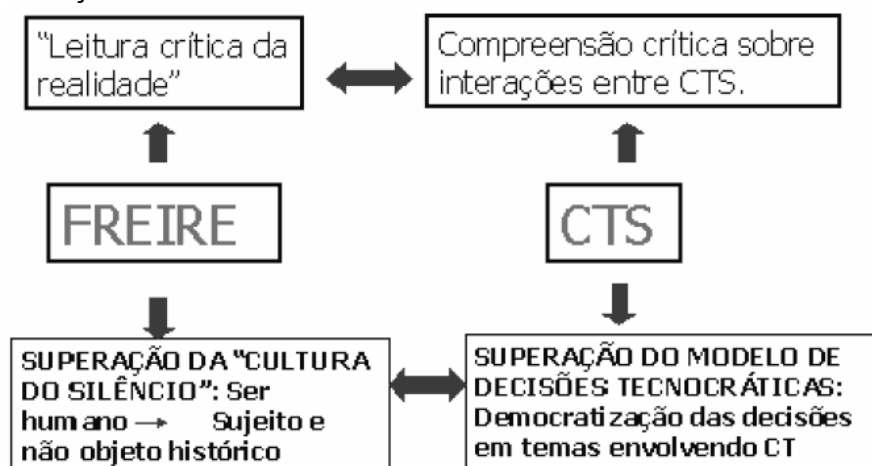 "Leitura crítica da
realidade"
Compreensão crítica sobre
interações entre CTS.
FREIRE
CTS
SUPERAÇÃO DA "CULTURA
DO SILÊNCIO": Ser
humano → Sujeito e
não objeto histórico
SUPERAÇÃO DO MODELO DE
DECISÕES TECNOCRÁTICAS:
Democratização das decisões
em temas envolvendo CT